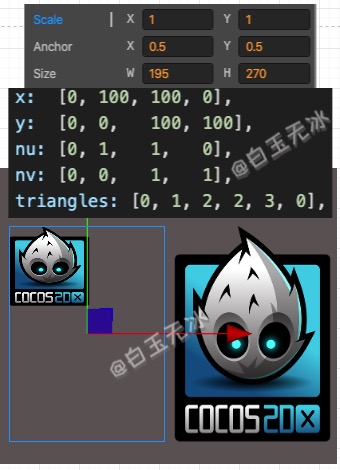 Scale X 1 Y 1
Anchor X 0.5 Y 0.5
Size W 195 H 270
x: [0, 100, 100, 0],
y: [0, 0, 100, 100],
nu: [0, 1, 1, 0],
nv: [0, 0, 1, 1],
triangles: [0, 1, 2, 2, 3, 0],
@白玉无冰
COCOS2DX
COCOS2DX
@白玉无冰